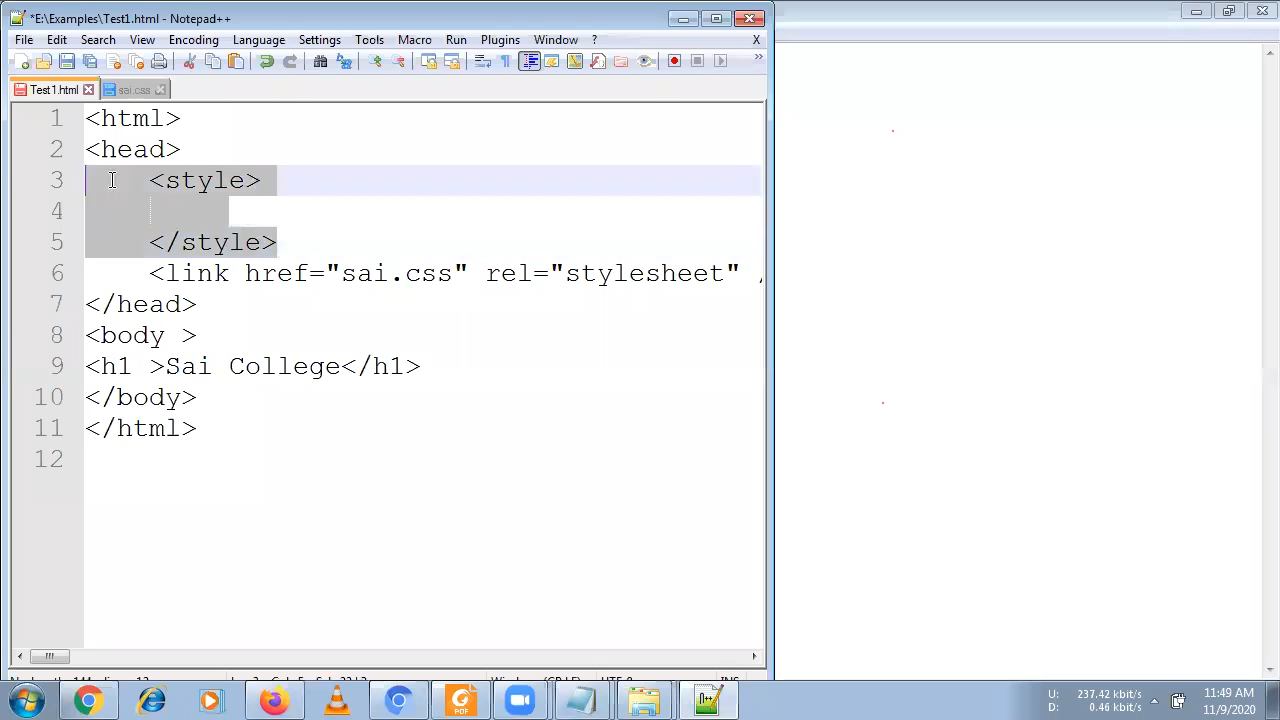 *E:\Examples\Test1.html - Notepad++
File Edit Search View Encoding Language Settings Tools Macro Run Plugins Window ? X
Test1.html sai.css
1 <html>
2 <head>
3 <style>
4
5 </style>
6 <link href="sai.css" rel="stylesheet" /
7 </head>
8 <body >
9 <h1 >Sai College</h1>
10 </body>
11 </html>
12
U: 237.42 kbit/s
D: 0.46 kbit/s
11:49 AM
11/9/2020